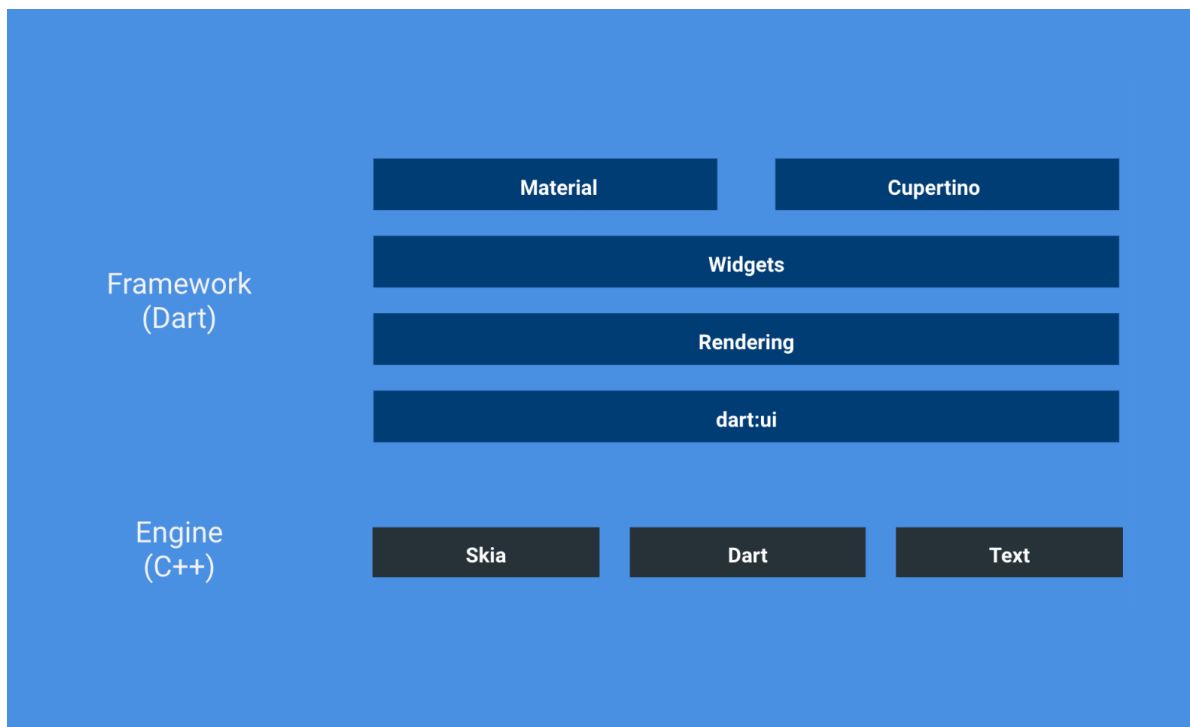 Material
Cupertino
Framework
(Dart)
Widgets
Rendering
dart:ui
Engine
(C++)
Skia
Dart
Text